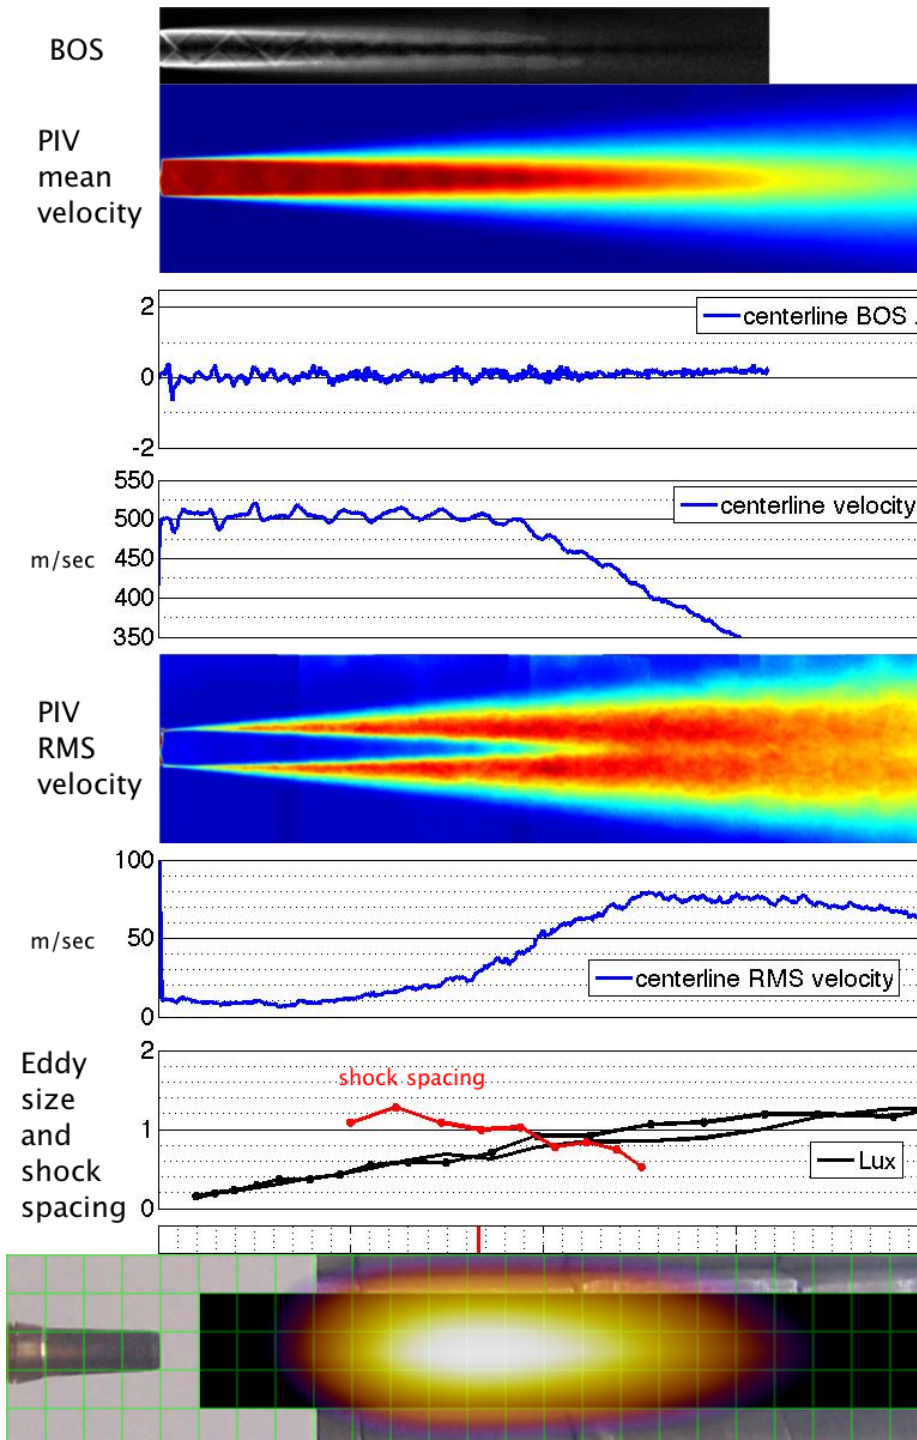 BOS
PIV
mean
velocity
2
0
-2
centerline BOS .
550
500
450
400
350
m/sec
centerline velocity
PIV
RMS
velocity
100
50
0
m/sec
centerline RMS velocity
Eddy
size
and
shock
spacing
2
1
0
shock spacing
Lux